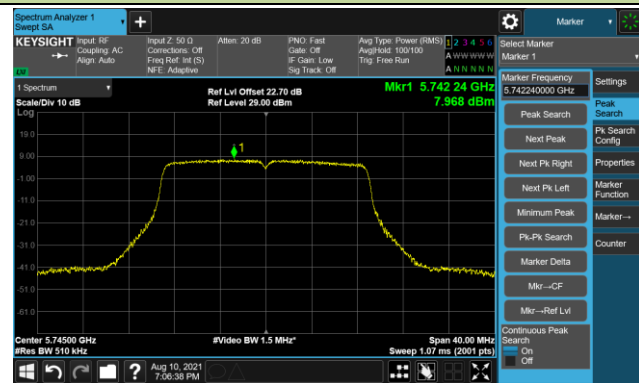 Spectrum Analyzer 1
Swept SA
Marker
KEYSIGHT
Input: RF
Coupling: AC
Align: Auto
Input Z: 50 Ω
Corrections: Off
Freq Ref: Int (S)
NFE: Adaptive
Atten: 20 dB
PNO: Fast
Gate: Off
IF Gain: Low
Sig Track: Off
Avg Type: Power (RMS)
Avg|Hold: 100/100
Trig: Free Run
1 2 3 4 5 6
A W W W W W
A N N N N N
Select Marker
Marker 1
LXI
1 Spectrum
Scale/Div 10 dB
Log
Ref Lvl Offset 22.70 dB
Ref Level 29.00 dBm
Mkr1 5.742 24 GHz
7.968 dBm
Marker Frequency
5.742240000 GHz
Settings
Peak Search
Peak
Search
Next Peak
Pk Search
Config
Next Pk Right
Properties
Next Pk Left
Marker
Function
Minimum Peak
Marker→
Pk-Pk Search
Counter
Marker Delta
Mkr→CF
Mkr→Ref Lvl
Continuous Peak
Search
On
Off
19.0
9.00
-1.00
-11.0
-21.0
-31.0
-41.0
-51.0
-61.0
1
Center 5.74500 GHz
#Res BW 510 kHz
#Video BW 1.5 MHz*
Span 40.00 MHz
Sweep 1.07 ms (2001 pts)
?
Aug 10, 2021
7:06:38 PM